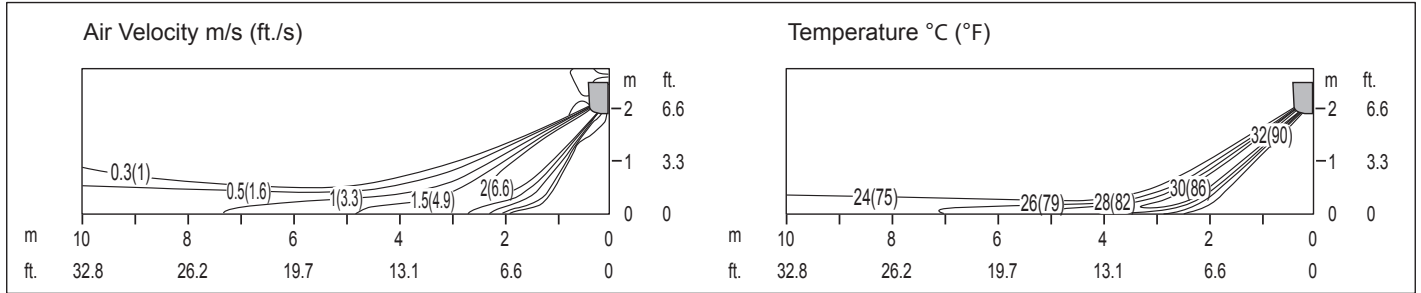 Air Velocity m/s (ft./s)
m ft.
2 6.6
1 3.3
0 0
0.3(1)
0.5(1.6)
1(3.3)
1.5(4.9)
2(6.6)
m 10 8 6 4 2 0
ft. 32.8 26.2 19.7 13.1 6.6 0
Temperature °C (°F)
m ft.
2 6.6
1 3.3
0 0
32(90)
30(86)
24(75)
26(79)
28(82)
m 10 8 6 4 2 0
ft. 32.8 26.2 19.7 13.1 6.6 0